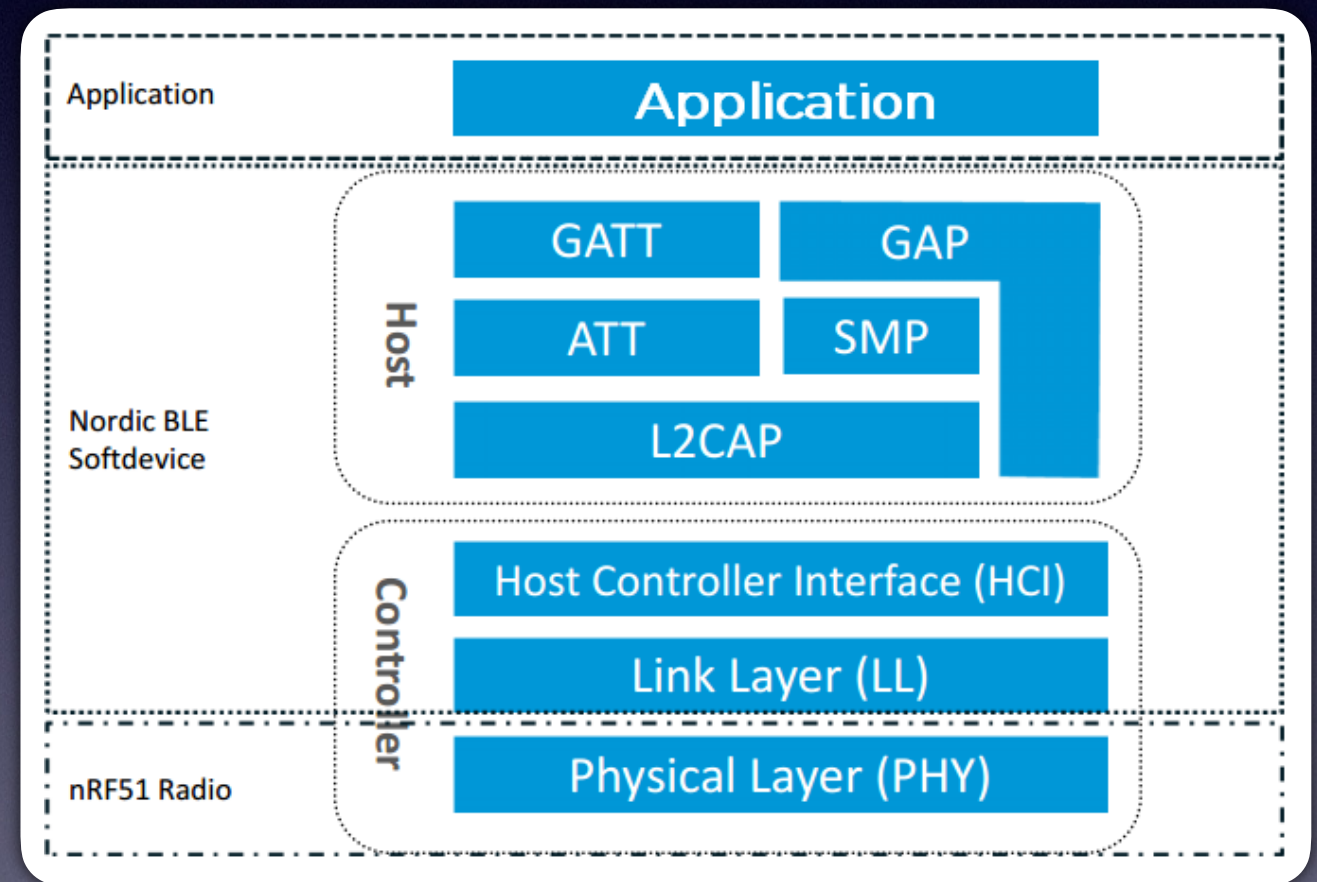 Application
Application
GATT
GAP
Host
ATT
SMP
Nordic BLE
Softdevice
L2CAP
Controller
Host Controller Interface (HCI)
Link Layer (LL)
nRF51 Radio
Physical Layer (PHY)